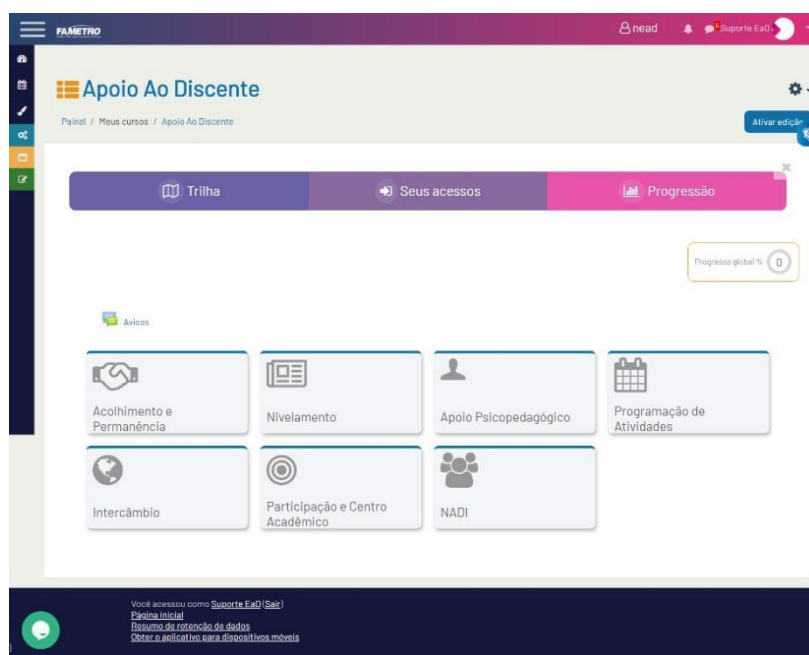 FAMETRO
nead
Suporte EaD
Apoio Ao Discente
Painel / Meus cursos / Apoio Ao Discente
Ativar edição
Trilha
Seus acessos
Progressão
Progresso global % 0
Avisos
Acolhimento e
Permanência
Nivelamento
Apoio Psicopedagógico
Programação de
Atividades
Intercâmbio
Participação e Centro
Acadêmico
NADI
Você acessou como Suporte EaD (Sair)
Página inicial
Resumo de retenção de dados
Obter o aplicativo para dispositivos móveis